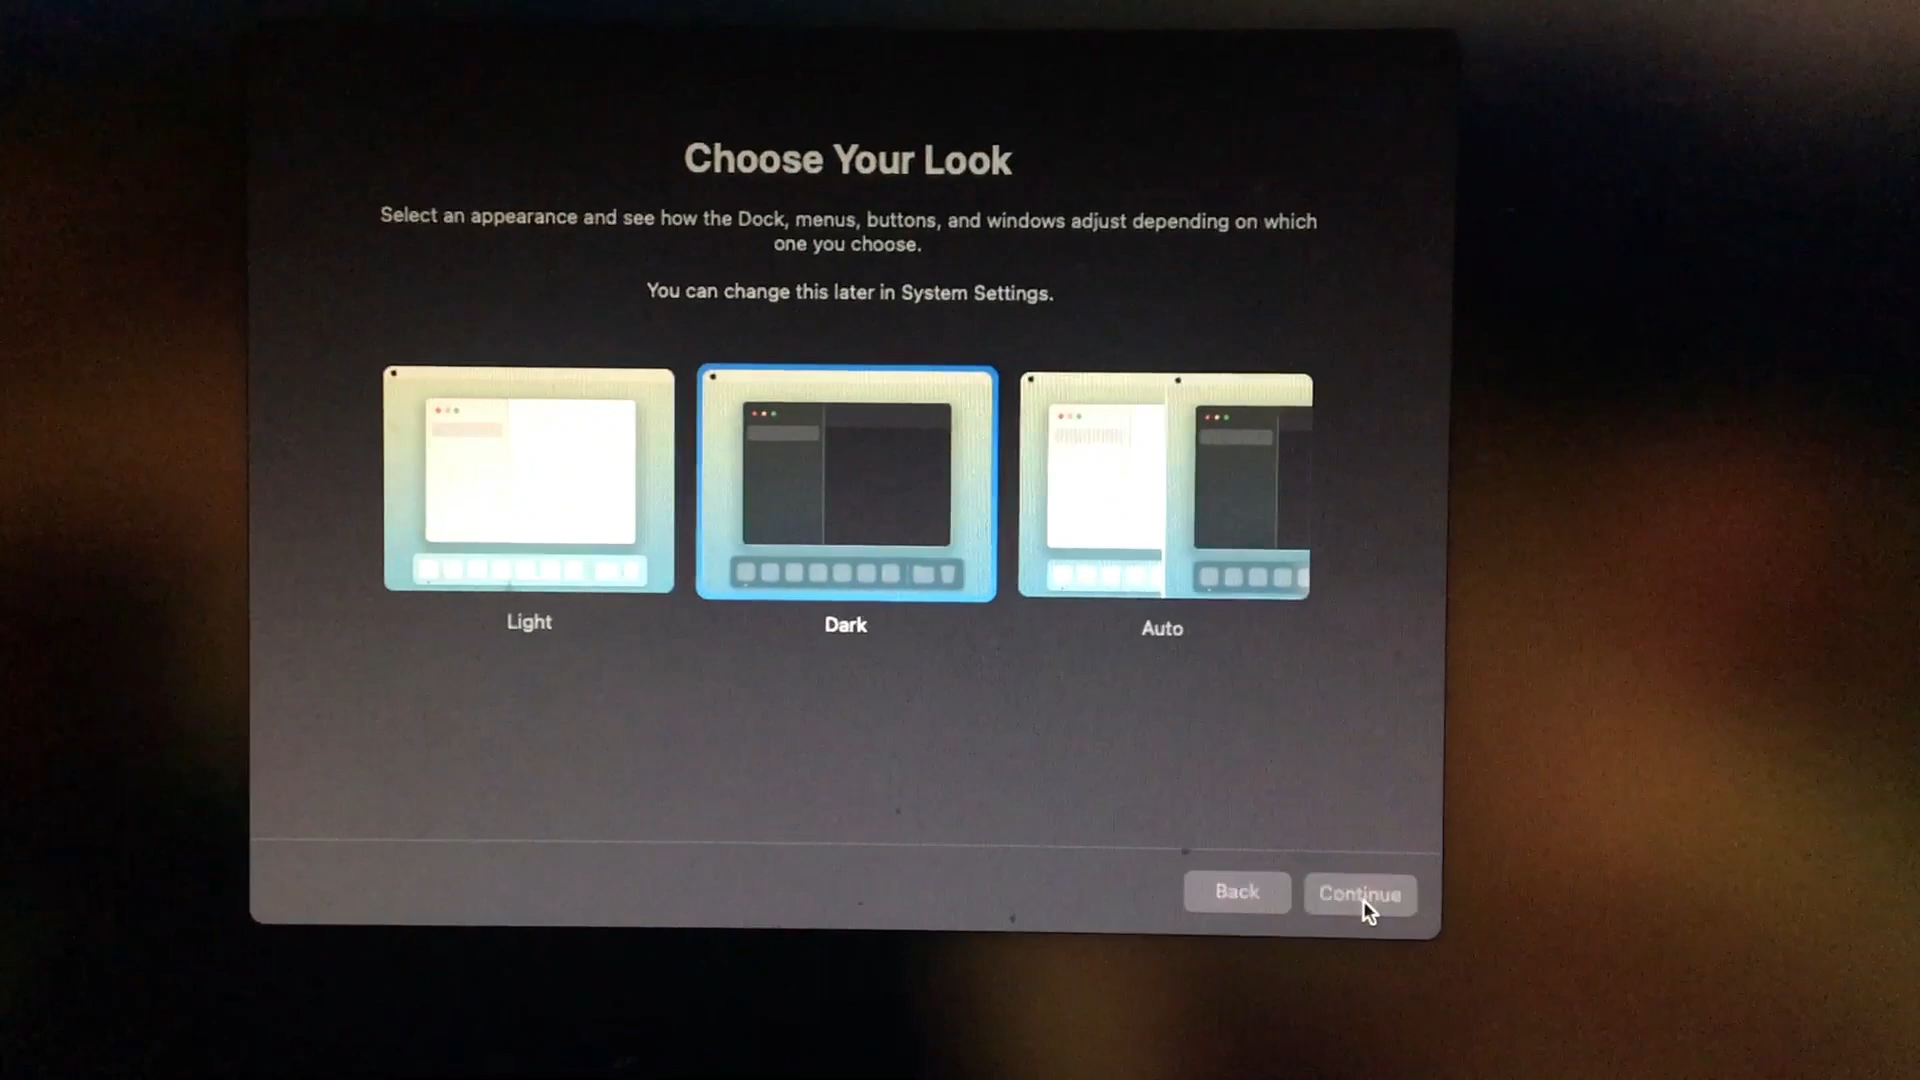 Choose Your Look
Select an appearance and see how the Dock, menus, buttons, and windows adjust depending on which
one you choose.
You can change this later in System Settings.
Light
Dark
Auto
Back
Continue